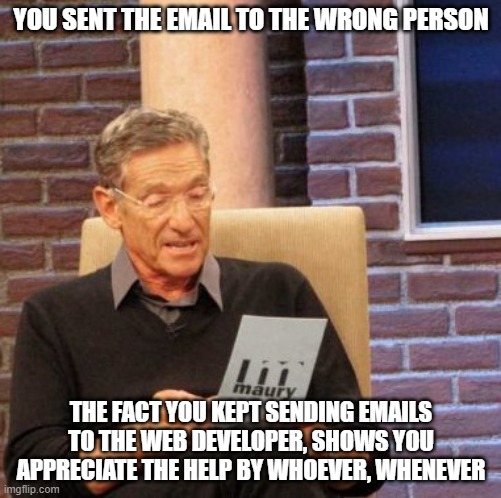 YOU SENT THE EMAIL TO THE WRONG PERSON
maury
THE FACT YOU KEPT SENDING EMAILS
TO THE WEB DEVELOPER, SHOWS YOU
APPRECIATE THE HELP BY WHOEVER, WHENEVER
imgflip.com